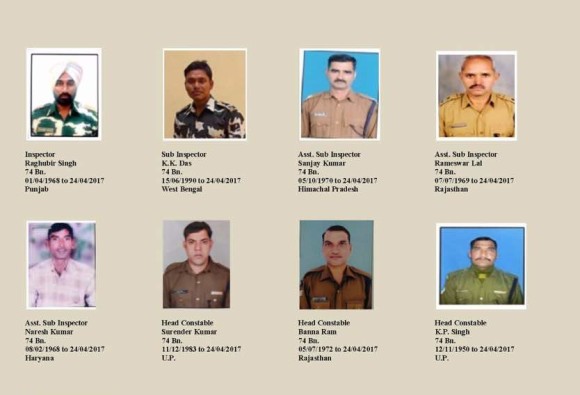 Inspector
Raghubir Singh
74 Bn.
01/04/1968 to 24/04/2017
Punjab
Sub Inspector
K.K. Das
74 Bn.
15/06/1990 to 24/04/2017
West Bengal
Asst. Sub Inspector
Sanjay Kumar
74 Bn.
05/10/1970 to 24/04/2017
Himachal Pradesh
Asst. Sub Inspector
Rameswar Lal
74 Bn.
07/07/1969 to 24/04/2017
Rajasthan
Asst. Sub Inspector
Naresh Kumar
74 Bn.
08/02/1968 to 24/04/2017
Haryana
Head Constable
Surender Kumar
74 Bn.
11/12/1983 to 24/04/2017
U.P.
Head Constable
Banna Ram
74 Bn.
05/07/1972 to 24/04/2017
Rajasthan
Head Constable
K.P. Singh
74 Bn.
12/11/1950 to 24/04/2017
U.P.